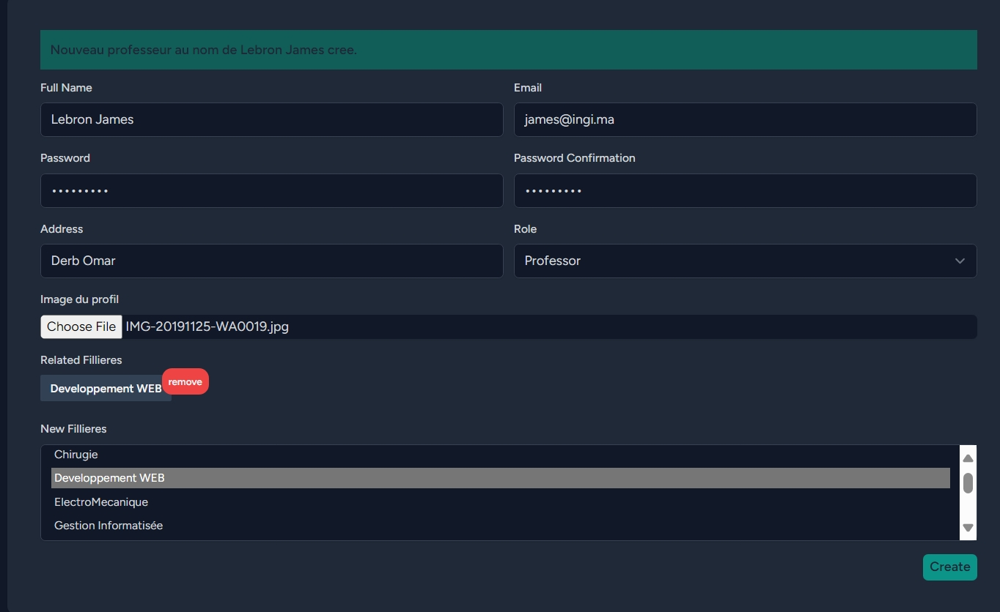 Nouveau professeur au nom de Lebron James cree.
Full Name
Email
Lebron James
james@ingi.ma
Password
Password Confirmation
•••••••••
•••••••••
Address
Role
Derb Omar
Professor
Image du profil
Choose File IMG-20191125-WA0019.jpg
Related Fillieres
Developpement WEB
remove
New Fillieres
Chirugie
Developpement WEB
ElectroMecanique
Gestion Informatisée
Create